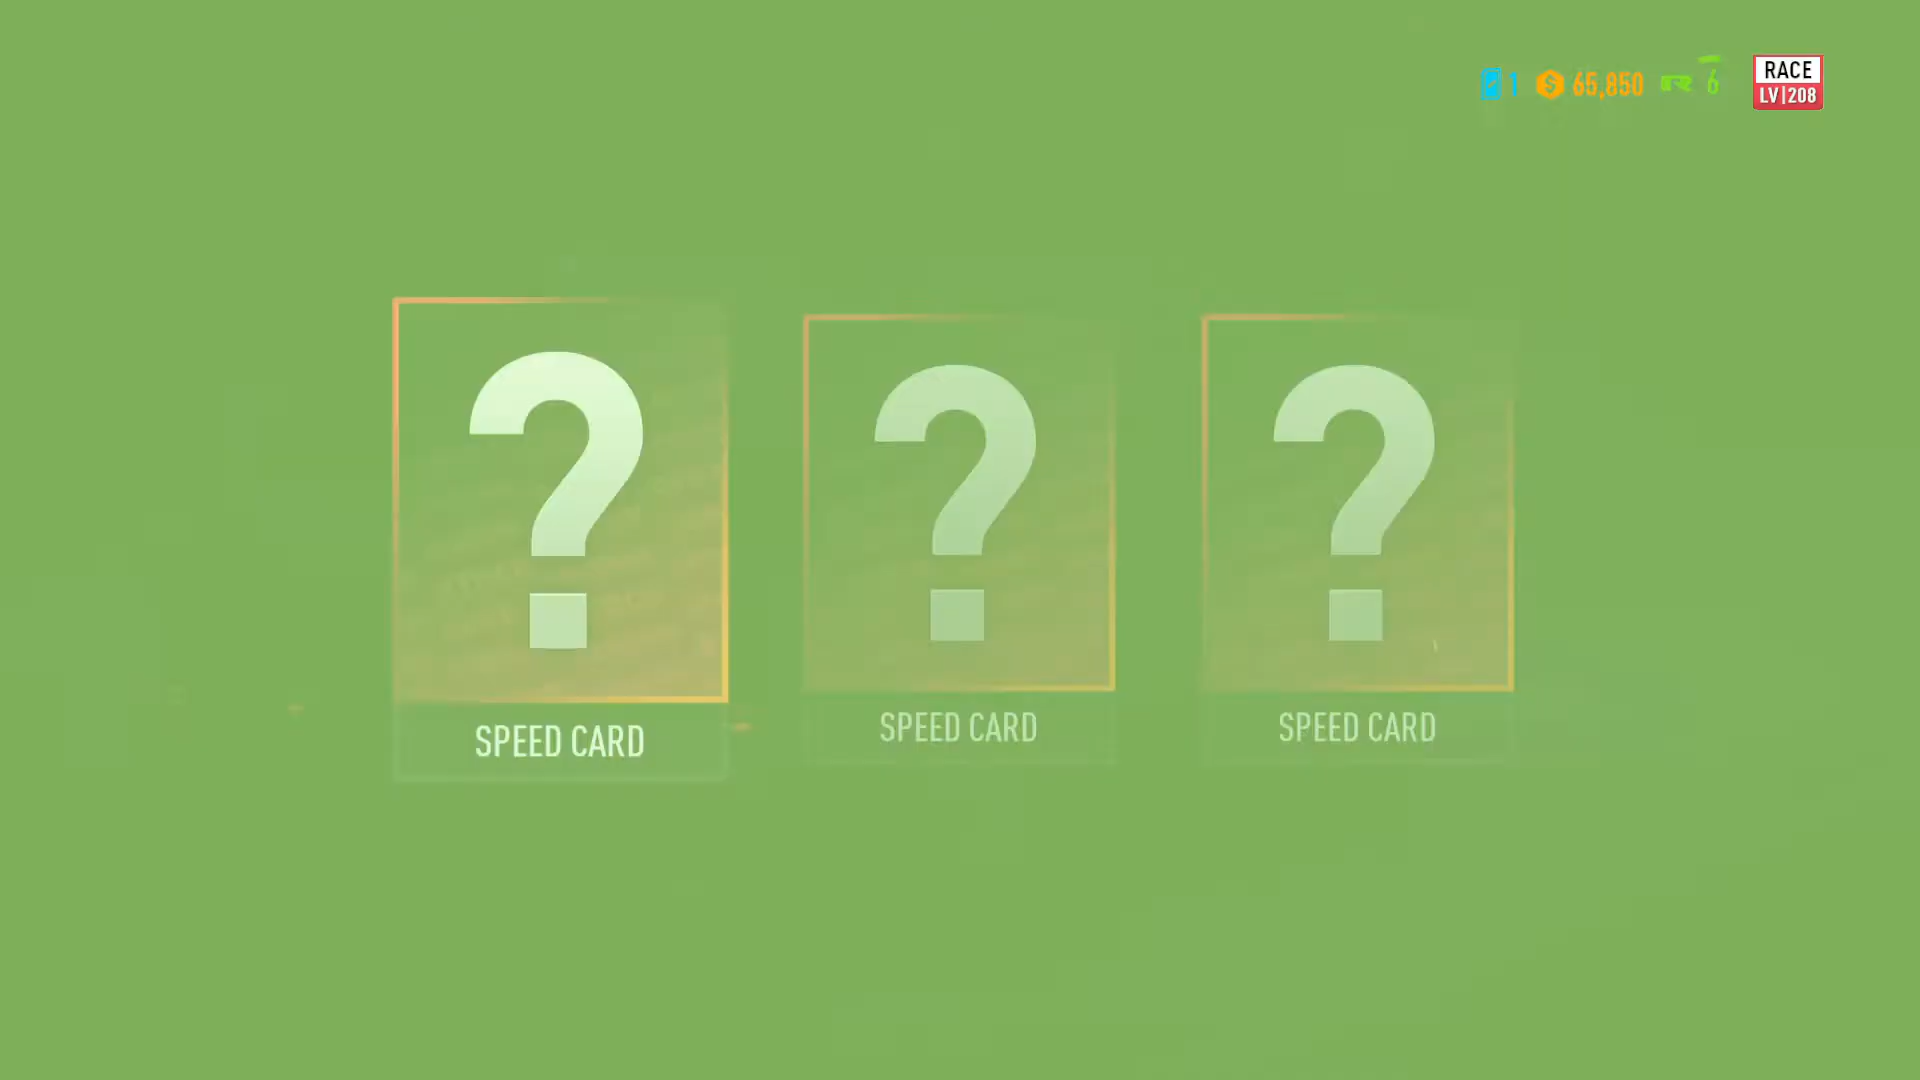 1 65,850 6 RACE
LV|208
? ? ?
SPEED CARD SPEED CARD SPEED CARD